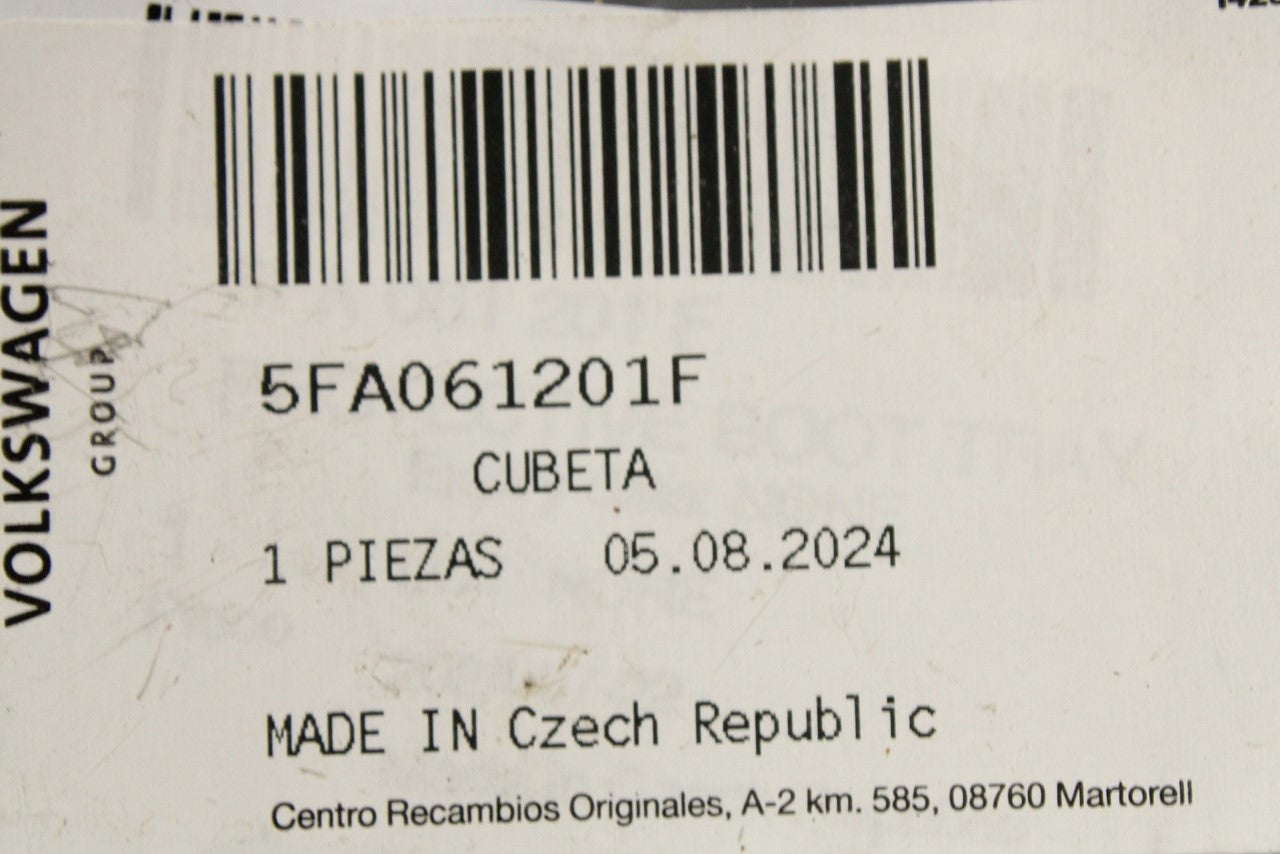 VOLKSWAGEN
GROUP
5FA061201F
CUBETA
1 PIEZAS 05.08.2024
MADE IN Czech Republic
Centro Recambios Originales, A-2 km. 585, 08760 Martorell